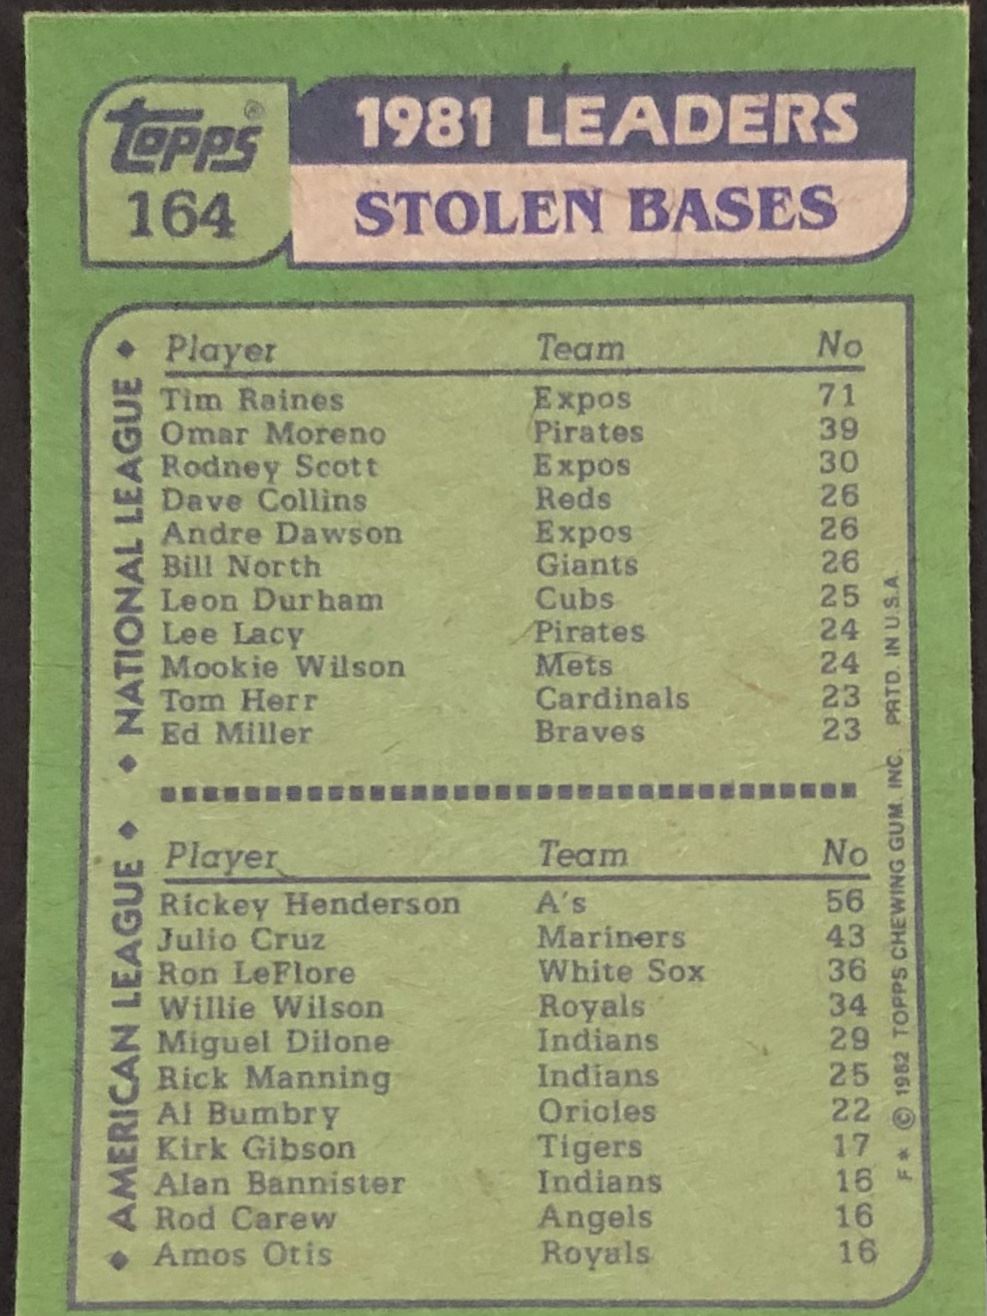 Topps®
164
1981 LEADERS
STOLEN BASES
◆ NATIONAL LEAGUE ◆
Player Team No
Tim Raines Expos 71
Omar Moreno Pirates 39
Rodney Scott Expos 30
Dave Collins Reds 26
Andre Dawson Expos 26
Bill North Giants 26
Leon Durham Cubs 25
Lee Lacy Pirates 24
Mookie Wilson Mets 24
Tom Herr Cardinals 23
Ed Miller Braves 23
◆ AMERICAN LEAGUE ◆
Player Team No
Rickey Henderson A's 56
Julio Cruz Mariners 43
Ron LeFlore White Sox 36
Willie Wilson Royals 34
Miguel Dilone Indians 29
Rick Manning Indians 25
Al Bumbry Orioles 22
Kirk Gibson Tigers 17
Alan Bannister Indians 16
Rod Carew Angels 16
Amos Otis Royals 16
F* © 1982 TOPPS CHEWING GUM, INC. PRTD. IN U.S.A.